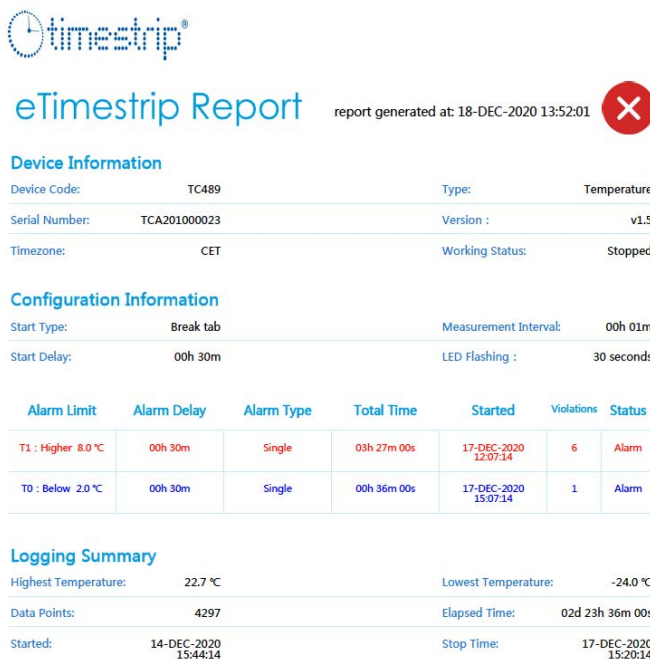 timestrip®
eTimestrip Report report generated at: 18-DEC-2020 13:52:01
Device Information
Device Code: TC489 Type: Temperature
Serial Number: TCA201000023 Version : v1.5
Timezone: CET Working Status: Stopped
Configuration Information
Start Type: Break tab Measurement Interval: 00h 01m
Start Delay: 00h 30m LED Flashing : 30 seconds
Alarm Limit Alarm Delay Alarm Type Total Time Started Violations Status
T1 : Higher 8.0 ℃ 00h 30m Single 03h 27m 00s 17-DEC-2020 12:07:14 6 Alarm
T0 : Below 2.0 ℃ 00h 30m Single 00h 36m 00s 17-DEC-2020 15:07:14 1 Alarm
Logging Summary
Highest Temperature: 22.7 ℃ Lowest Temperature: -24.0 ℃
Data Points: 4297 Elapsed Time: 02d 23h 36m 00s
Started: 14-DEC-2020 15:44:14 Stop Time: 17-DEC-2020 15:20:14